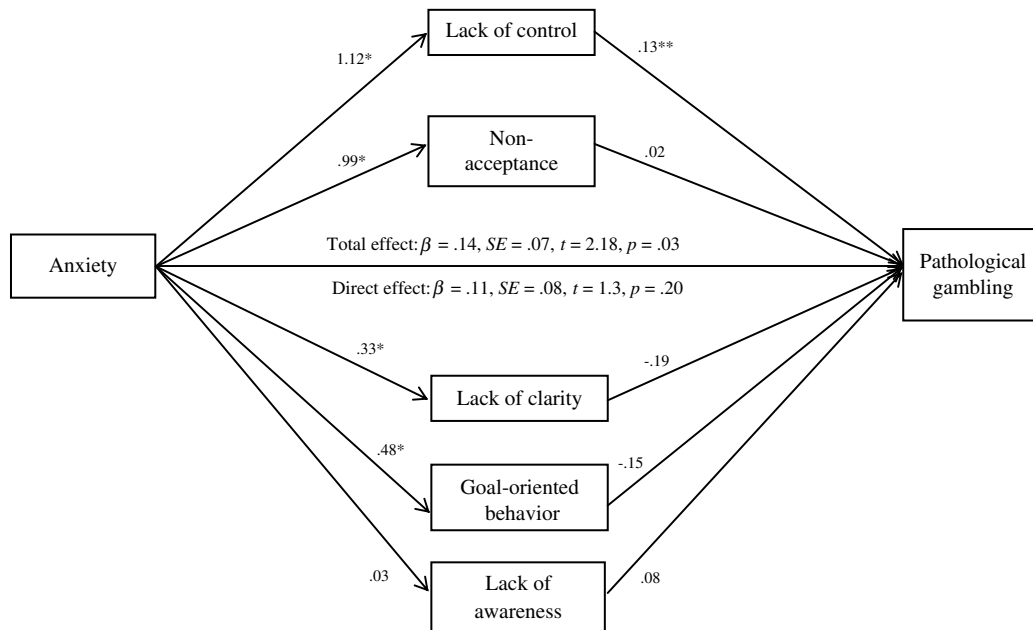 Lack of control
1.12*
.13**
Non-
acceptance
.99*
.02
Anxiety
Total effect: β = .14, SE = .07, t = 2.18, p = .03
Direct effect: β = .11, SE = .08, t = 1.3, p = .20
Pathological
gambling
.33*
-.19
Lack of clarity
.48*
-.15
Goal-oriented
behavior
.03
Lack of
awareness
.08